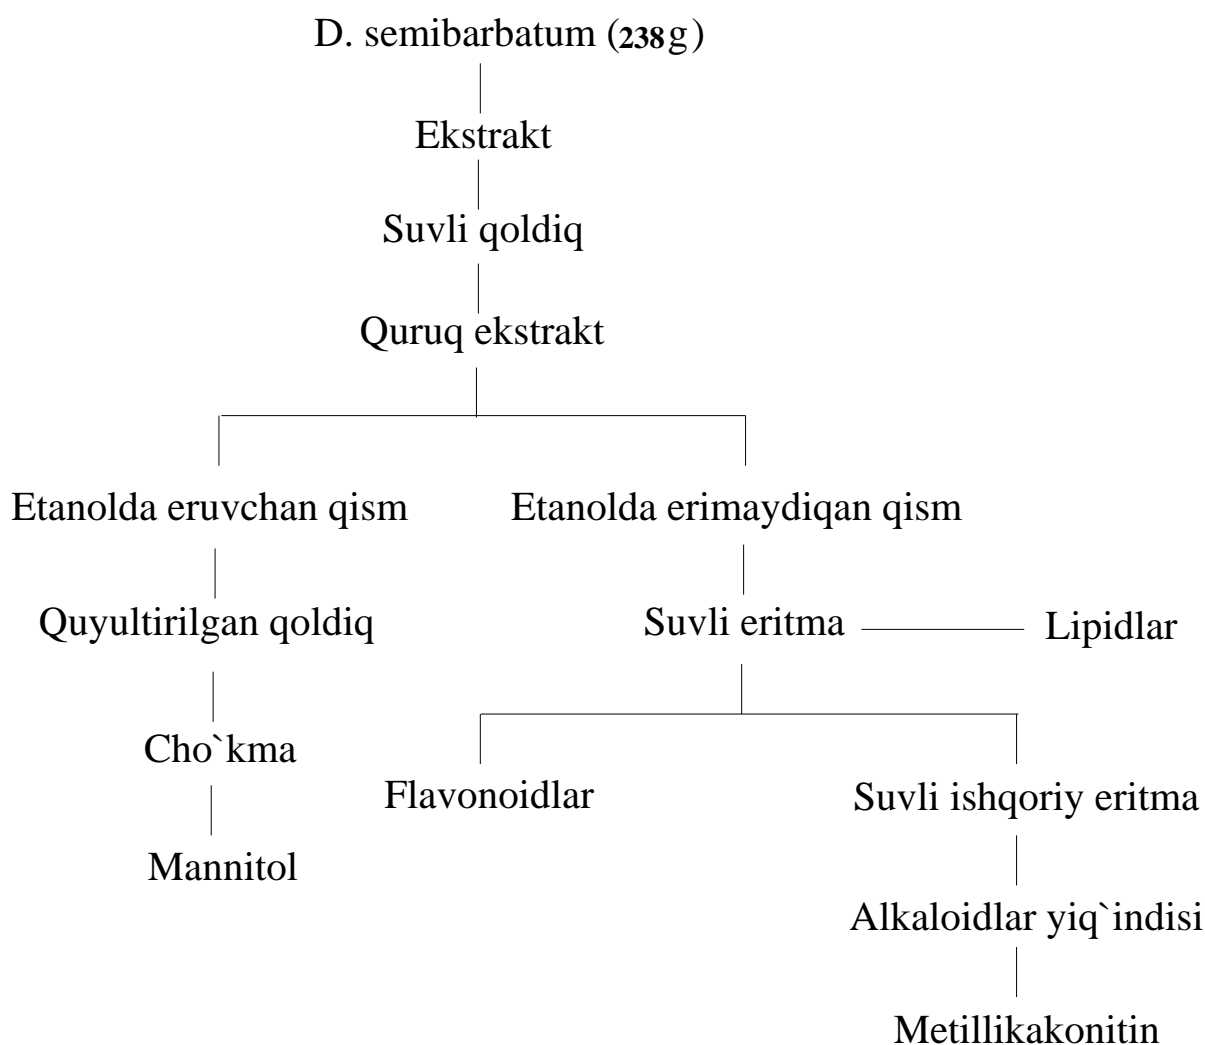 D. semibarbatum (238g)
Ekstrakt
Suvli qoldiq
Quruq ekstrakt
Etanolda eruvchan qism
Etanolda erimaydiqan qism
Quyultirilgan qoldiq
Suvli eritma
Lipidlar
Cho`kma
Flavonoidlar
Suvli ishqoriy eritma
Mannitol
Alkaloidlar yiq`indisi
Metillikakonitin